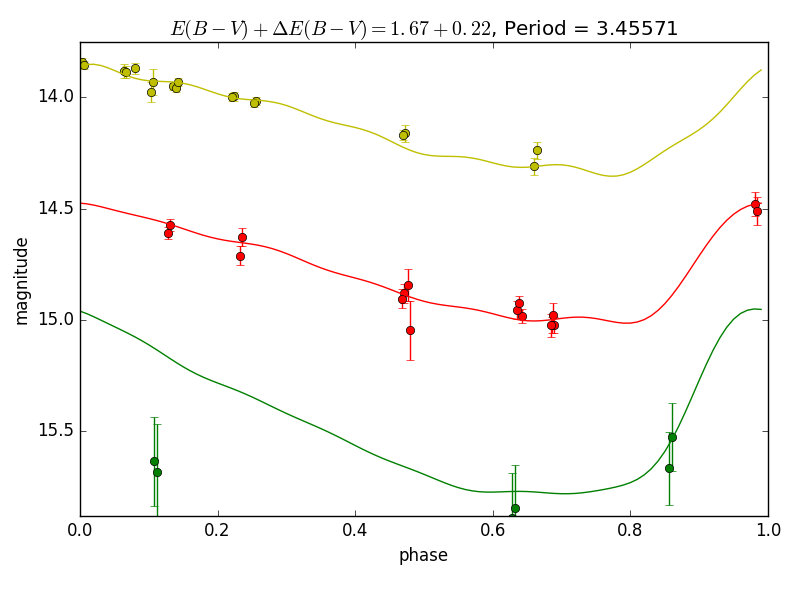 E(B − V) + ΔE(B − V) = 1.67 + 0.22, Period = 3.45571
14.0
14.5
15.0
15.5
magnitude
0.0 0.2 0.4 0.6 0.8 1.0
phase